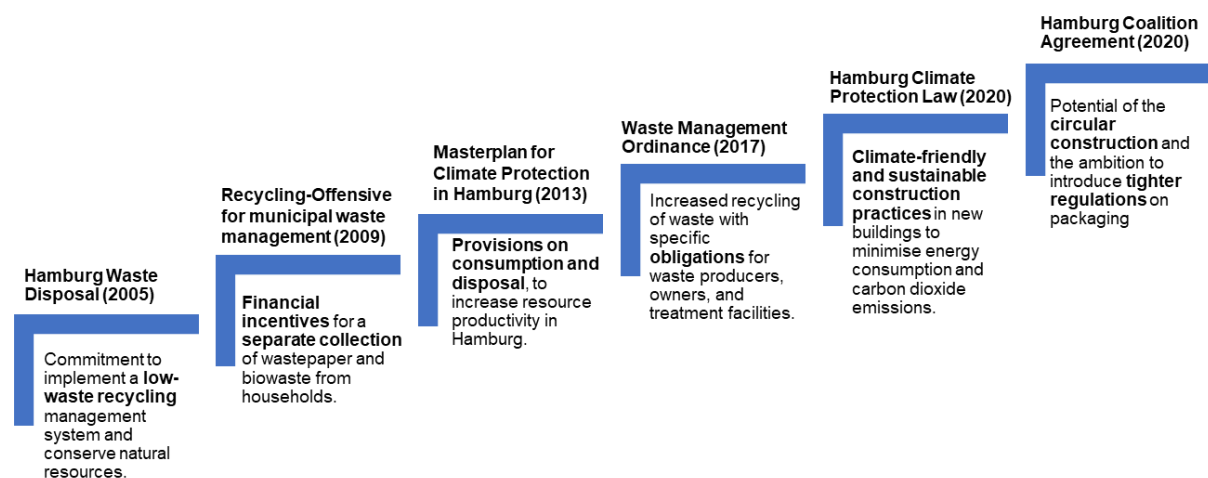 Hamburg Waste
Disposal (2005)
Commitment to
implement a low-
waste recycling
management
system and
conserve natural
resources.
Recycling-Offensive
for municipal waste
management (2009)
Financial
incentives for a
separate collection
of wastepaper and
biowaste from
households.
Masterplan for
Climate Protection
in Hamburg (2013)
Provisions on
consumption and
disposal, to
increase resource
productivity in
Hamburg.
Waste Management
Ordinance (2017)
Increased recycling
of waste with
specific
obligations for
waste producers,
owners, and
treatment facilities.
Hamburg Climate
Protection Law (2020)
Climate-friendly
and sustainable
construction
practices in new
buildings to
minimise energy
consumption and
carbon dioxide
emissions.
Hamburg Coalition
Agreement (2020)
Potential of the
circular
construction and
the ambition to
introduce tighter
regulations on
packaging